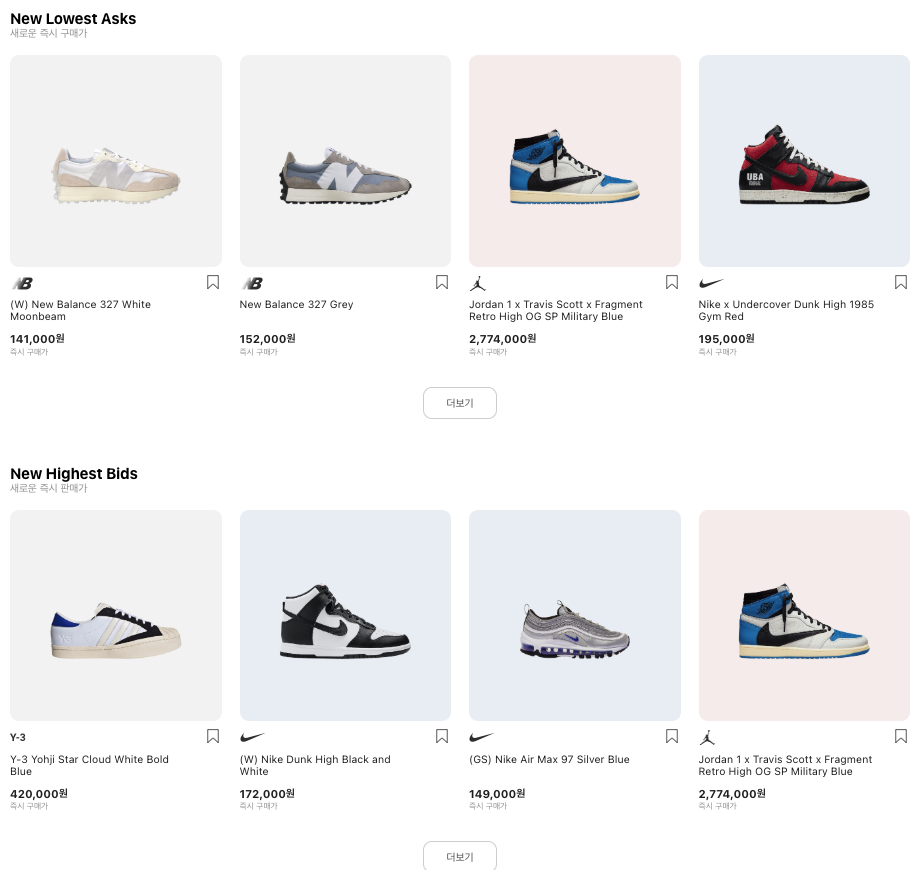 New Lowest Asks
새로운 즉시 구매가
UBA
(W) New Balance 327 White
Moonbeam
141,000원
즉시 구매가
New Balance 327 Grey
152,000원
즉시 구매가
Jordan 1 x Travis Scott x Fragment
Retro High OG SP Military Blue
2,774,000원
즉시 구매가
Nike x Undercover Dunk High 1985
Gym Red
195,000원
즉시 구매가
더보기
New Highest Bids
새로운 즉시 판매가
Y-3
Y-3 Yohji Star Cloud White Bold
Blue
420,000원
즉시 구매가
(W) Nike Dunk High Black and
White
172,000원
즉시 구매가
(GS) Nike Air Max 97 Silver Blue
149,000원
즉시 구매가
Jordan 1 x Travis Scott x Fragment
Retro High OG SP Military Blue
2,774,000원
즉시 구매가
더보기